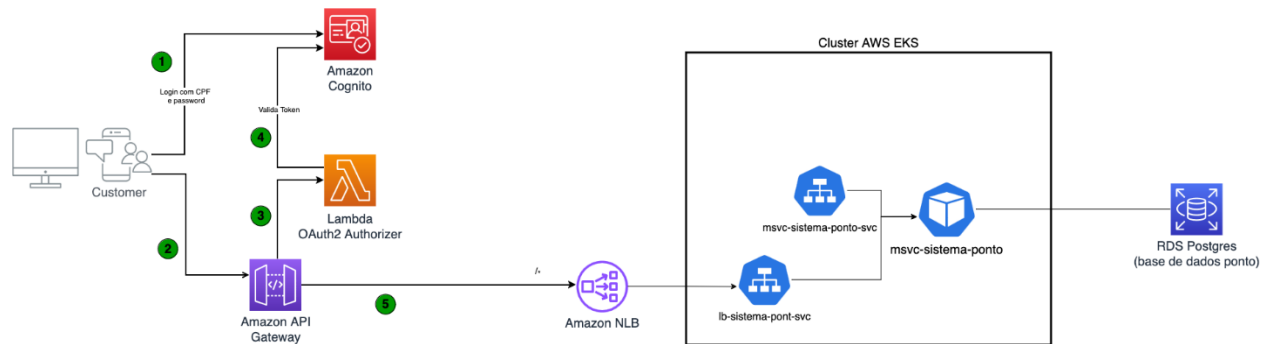 Cluster AWS EKS
1
Amazon
Cognito
Login com CPF
e password
Valida Token
4
Customer
Lambda
OAuth2 Authorizer
3
2
msvc-sistema-ponto-svc
msvc-sistema-ponto
RDS Postgres
(base de dados ponto)
/*
5
Amazon API
Gateway
Amazon NLB
lb-sistema-pont-svc